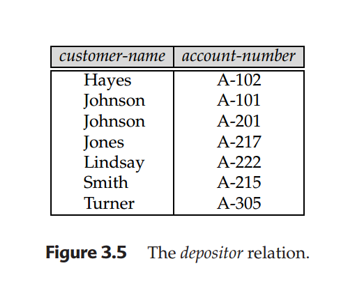 customer-name account-number
Hayes A-102
Johnson A-101
Johnson A-201
Jones A-217
Lindsay A-222
Smith A-215
Turner A-305
Figure 3.5 The depositor relation.